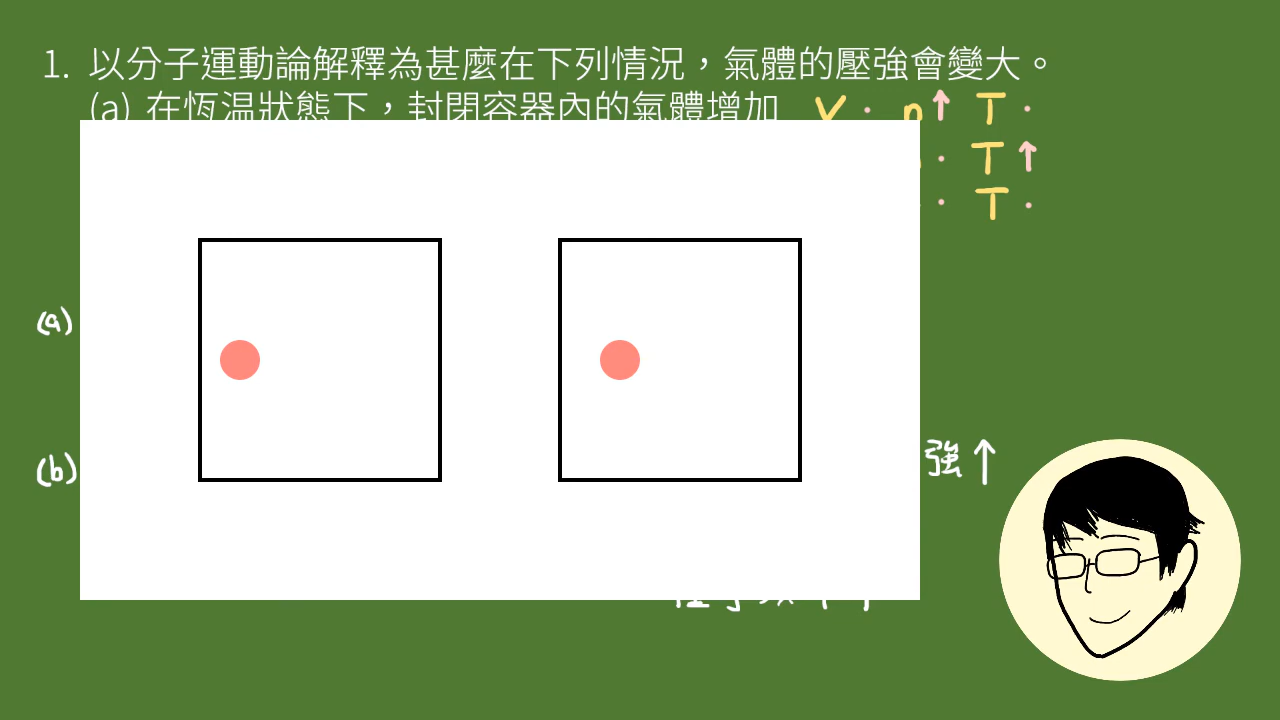 1. 以分子運動論解釋為甚麼在下列情況，氣體的壓強會變大。
(a) 在恆温狀態下，封閉容器內的氣體增加 V · n ↑ T ·
· T ↑
· T ·
(a)
(b)
強 ↑